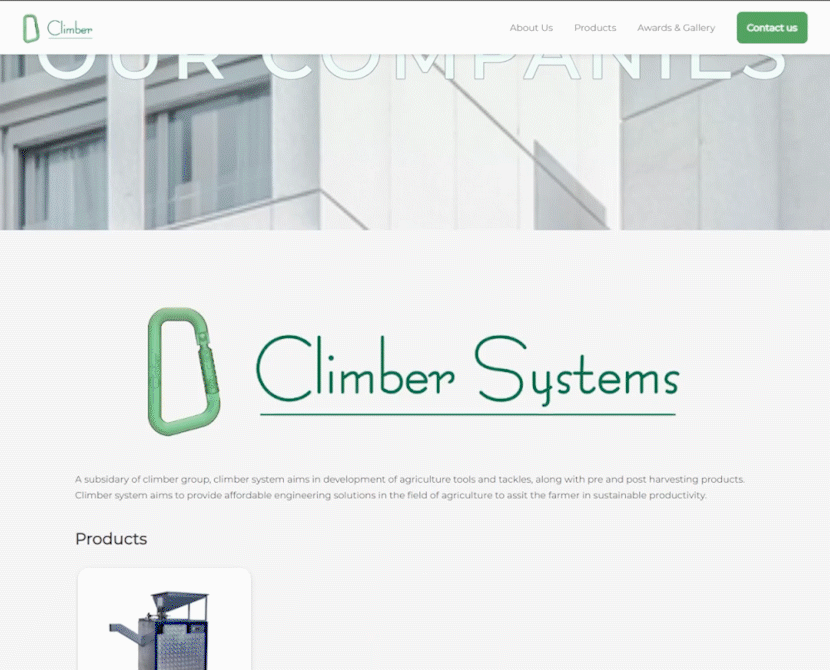 Climber
About Us
Products
Awards & Gallery
Contact us
OUR COMPANIES
Climber Systems
A subsidary of climber group, climber system aims in development of agriculture tools and tackles, along with pre and post harvesting products.
Climber system aims to provide affordable engineering solutions in the field of agriculture to assit the farmer in sustainable productivity.
Products